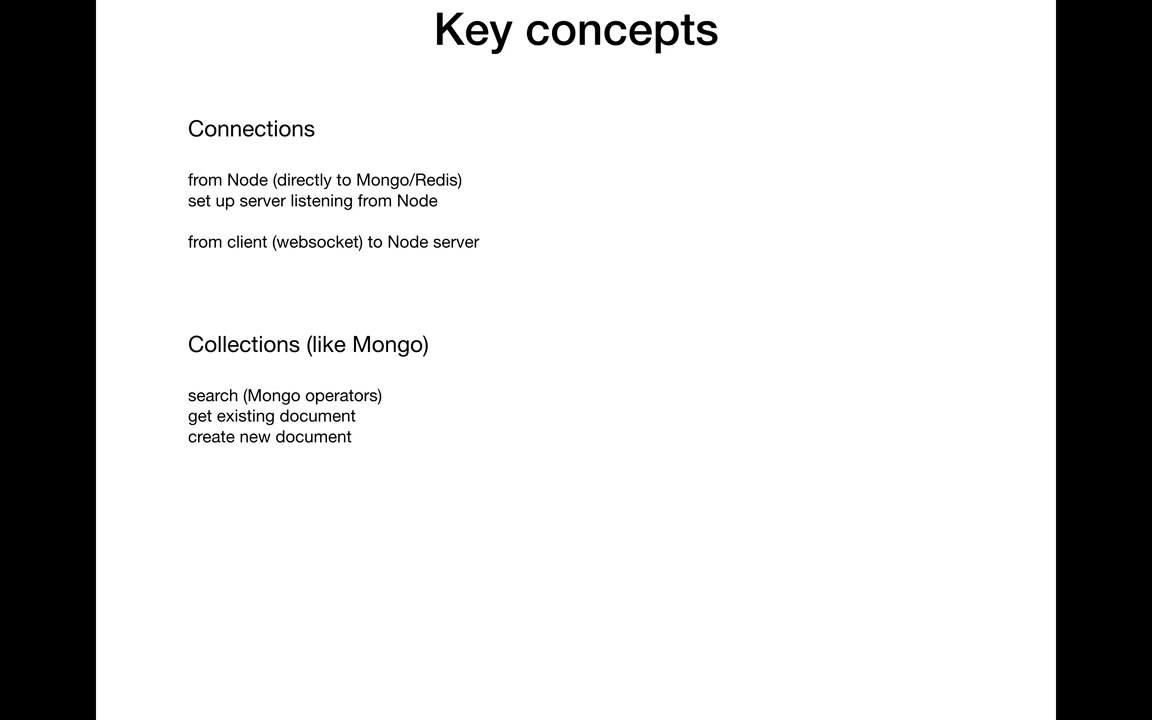 Key concepts
Connections
from Node (directly to Mongo/Redis)
set up server listening from Node
from client (websocket) to Node server
Collections (like Mongo)
search (Mongo operators)
get existing document
create new document